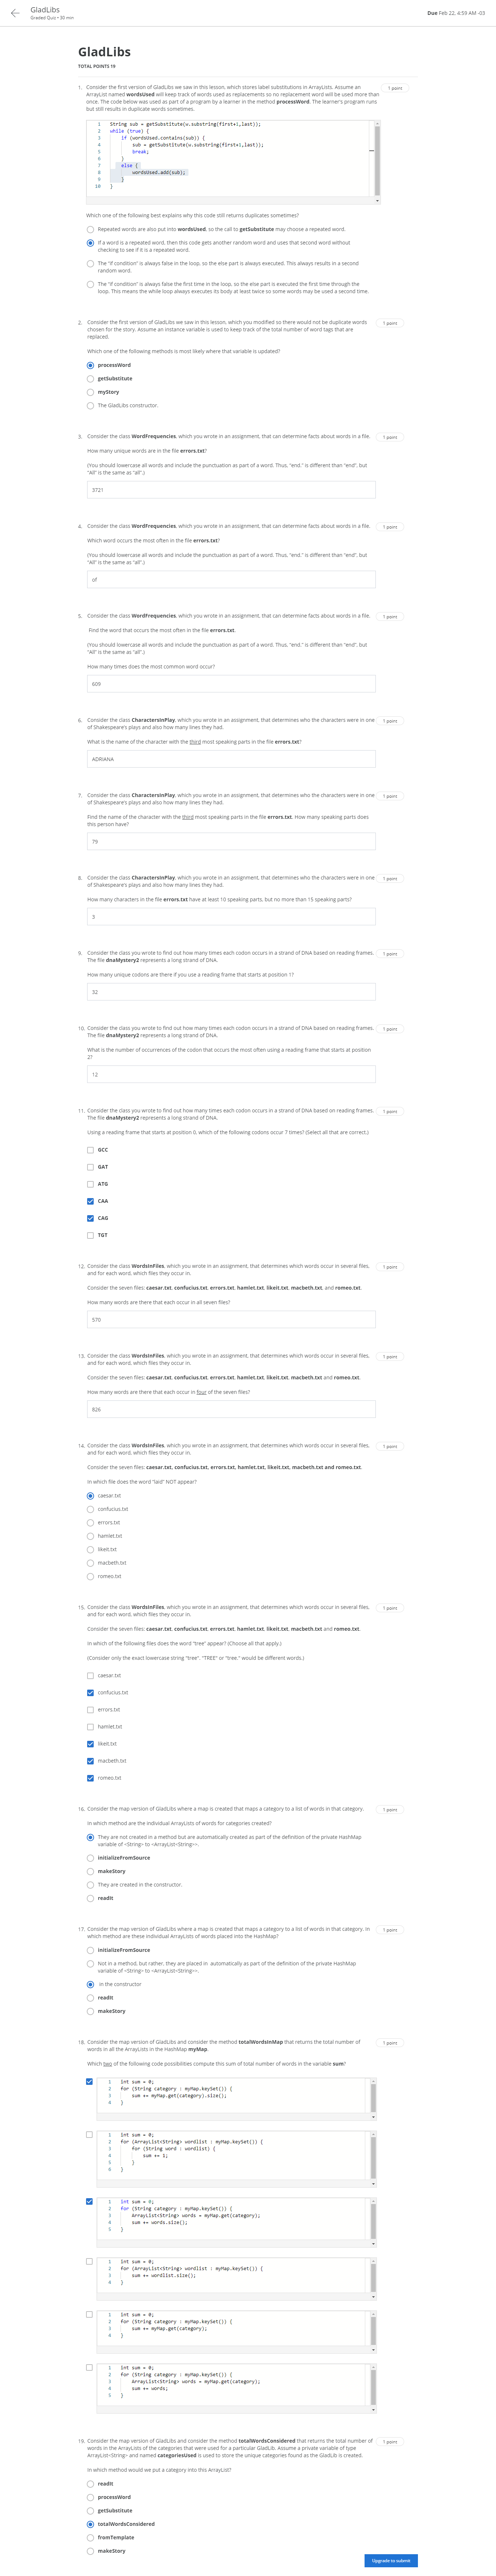 GladLibs
Graded Quiz • 30 min
Due Feb 22, 4:59 AM -03
GladLibs
TOTAL POINTS 19
1. Consider the first version of GladLibs we saw in this lesson, which stores label substitutions in ArrayLists. Assume an
1 point
ArrayList named wordsUsed will keep track of words used as replacements so no replacement word will be used more than
once. The code below was used as part of a program by a learner in the method processWord. The learner's program runs
but still results in duplicate words sometimes.
1 String sub = getSubstitute(w.substring(first+1,last));
2 while (true) {
3 if (wordsUsed.contains(sub)) {
4 sub = getSubstitute(w.substring(first+1,last));
5 break;
6 }
7 else {
8 wordsUsed.add(sub);
9 }
10 }
Which one of the following best explains why this code still returns duplicates sometimes?
Repeated words are also put into wordsUsed, so the call to getSubstitute may choose a repeated word.
If a word is a repeated word, then this code gets another random word and uses that second word without
checking to see if it is a repeated word.
The "if condition" is always false in the loop, so the else part is always executed. This always results in a second
random word.
The "if condition" is always false the first time in the loop, so the else part is executed the first time through the
loop. This means the while loop always executes its body at least twice so some words may be used a second time.
2. Consider the first version of GladLibs we saw in this lesson, which you modified so there would not be duplicate words
1 point
chosen for the story. Assume an instance variable is used to keep track of the total number of word tags that are
replaced.
Which one of the following methods is most likely where that variable is updated?
processWord
getSubstitute
myStory
The GladLibs constructor.
3. Consider the class WordFrequencies, which you wrote in an assignment, that can determine facts about words in a file.
1 point
How many unique words are in the file errors.txt?
(You should lowercase all words and include the punctuation as part of a word. Thus, "end." is different than "end", but
"All" is the same as "all".)
3721
4. Consider the class WordFrequencies, which you wrote in an assignment, that can determine facts about words in a file.
1 point
Which word occurs the most often in the file errors.txt?
(You should lowercase all words and include the punctuation as part of a word. Thus, "end." is different than "end", but
"All" is the same as "all".)
of
5. Consider the class WordFrequencies, which you wrote in an assignment, that can determine facts about words in a file.
1 point
Find the word that occurs the most often in the file errors.txt.
(You should lowercase all words and include the punctuation as part of a word. Thus, "end." is different than "end", but
"All" is the same as "all".)
How many times does the most common word occur?
609
6. Consider the class CharactersInPlay, which you wrote in an assignment, that determines who the characters were in one
1 point
of Shakespeare's plays and also how many lines they had.
What is the name of the character with the third most speaking parts in the file errors.txt?
ADRIANA
7. Consider the class CharactersInPlay, which you wrote in an assignment, that determines who the characters were in one
1 point
of Shakespeare's plays and also how many lines they had.
Find the name of the character with the third most speaking parts in the file errors.txt. How many speaking parts does
this person have?
79
8. Consider the class CharactersInPlay, which you wrote in an assignment, that determines who the characters were in one
1 point
of Shakespeare's plays and also how many lines they had.
How many characters in the file errors.txt have at least 10 speaking parts, but no more than 15 speaking parts?
3
9. Consider the class you wrote to find out how many times each codon occurs in a strand of DNA based on reading frames.
1 point
The file dnaMystery2 represents a long strand of DNA.
How many unique codons are there if you use a reading frame that starts at position 1?
32
10. Consider the class you wrote to find out how many times each codon occurs in a strand of DNA based on reading frames.
1 point
The file dnaMystery2 represents a long strand of DNA.
What is the number of occurrences of the codon that occurs the most often using a reading frame that starts at position
2?
12
11. Consider the class you wrote to find out how many times each codon occurs in a strand of DNA based on reading frames.
1 point
The file dnaMystery2 represents a long strand of DNA.
Using a reading frame that starts at position 0, which of the following codons occur 7 times? (Select all that are correct.)
GCC
GAT
ATG
CAA
CAG
TGT
12. Consider the class WordsInFiles, which you wrote in an assignment, that determines which words occur in several files,
1 point
and for each word, which files they occur in.
Consider the seven files: caesar.txt, confucius.txt, errors.txt, hamlet.txt, likeit.txt, macbeth.txt, and romeo.txt.
How many words are there that each occur in all seven files?
570
13. Consider the class WordsInFiles, which you wrote in an assignment, that determines which words occur in several files,
1 point
and for each word, which files they occur in.
Consider the seven files: caesar.txt, confucius.txt, errors.txt, hamlet.txt, likeit.txt, macbeth.txt and romeo.txt.
How many words are there that each occur in four of the seven files?
826
14. Consider the class WordsInFiles, which you wrote in an assignment, that determines which words occur in several files,
1 point
and for each word, which files they occur in.
Consider the seven files: caesar.txt, confucius.txt, errors.txt, hamlet.txt, likeit.txt, macbeth.txt and romeo.txt.
In which file does the word "laid" NOT appear?
caesar.txt
confucius.txt
errors.txt
hamlet.txt
likeit.txt
macbeth.txt
romeo.txt
15. Consider the class WordsInFiles, which you wrote in an assignment, that determines which words occur in several files,
1 point
and for each word, which files they occur in.
Consider the seven files: caesar.txt, confucius.txt, errors.txt, hamlet.txt, likeit.txt, macbeth.txt and romeo.txt.
In which of the following files does the word "tree" appear? (Choose all that apply.)
(Consider only the exact lowercase string "tree". "TREE" or "tree." would be different words.)
caesar.txt
confucius.txt
errors.txt
hamlet.txt
likeit.txt
macbeth.txt
romeo.txt
16. Consider the map version of GladLibs where a map is created that maps a category to a list of words in that category.
1 point
In which method are the individual ArrayLists of words for categories created?
They are not created in a method but are automatically created as part of the definition of the private HashMap
variable of <String> to <ArrayList<String>>.
initializeFromSource
makeStory
They are created in the constructor.
readIt
17. Consider the map version of GladLibs where a map is created that maps a category to a list of words in that category. In
1 point
which method are these individual ArrayLists of words placed into the HashMap?
initializeFromSource
Not in a method, but rather, they are placed in automatically as part of the definition of the private HashMap
variable of <String> to <ArrayList<String>>.
in the constructor
readIt
makeStory
18. Consider the map version of GladLibs and consider the method totalWordsInMap that returns the total number of
1 point
words in all the ArrayLists in the HashMap myMap.
Which two of the following code possibilities compute this sum of total number of words in the variable sum?
1 int sum = 0;
2 for (String category : myMap.keySet()) {
3 sum += myMap.get(category).size();
4 }
1 int sum = 0;
2 for (ArrayList<String> wordlist : myMap.keySet()) {
3 for (String word : wordlist) {
4 sum += 1;
5 }
6 }
1 int sum = 0;
2 for (String category : myMap.keySet()) {
3 ArrayList<String> words = myMap.get(category);
4 sum += words.size();
5 }
1 int sum = 0;
2 for (ArrayList<String> wordlist : myMap.keySet()) {
3 sum += wordlist.size();
4 }
1 int sum = 0;
2 for (String category : myMap.keySet()) {
3 sum += myMap.get(category);
4 }
1 int sum = 0;
2 for (String category : myMap.keySet()) {
3 ArrayList<String> words = myMap.get(category);
4 sum += words;
5 }
19. Consider the map version of GladLibs and consider the method totalWordsConsidered that returns the total number of
1 point
words in the ArrayLists of the categories that were used for a particular GladLib. Assume a private variable of type
ArrayList<String> and named categoriesUsed is used to store the unique categories found as the GladLib is created.
In which method would we put a category into this ArrayList?
readIt
processWord
getSubstitute
totalWordsConsidered
fromTemplate
makeStory
Upgrade to submit